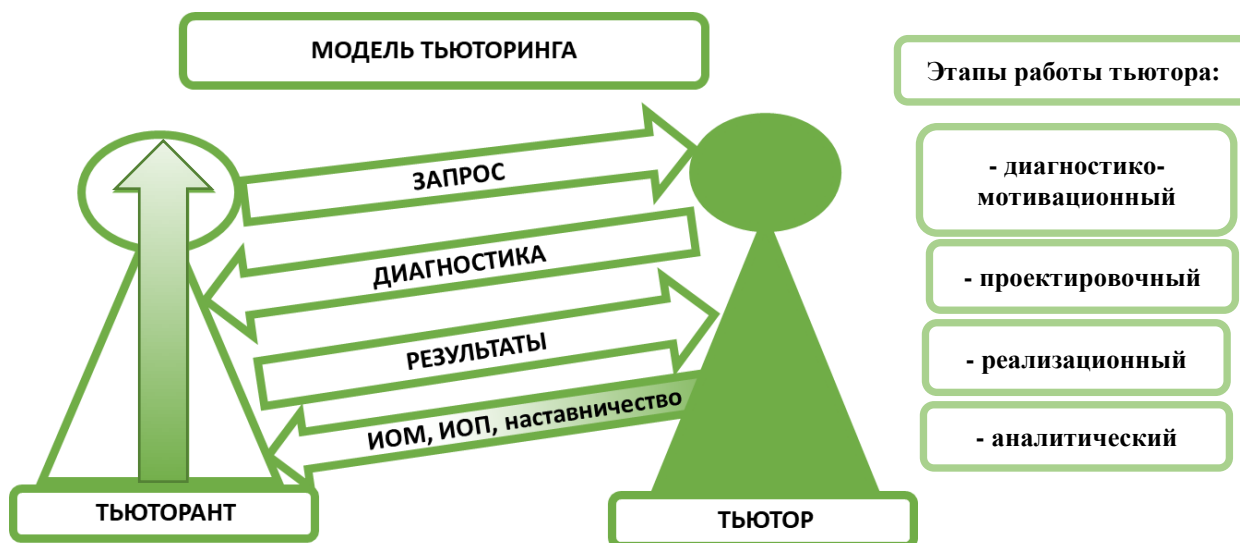 МОДЕЛЬ ТЬЮТОРИНГА
ЗАПРОС
ДИАГНОСТИКА
РЕЗУЛЬТАТЫ
ИОМ, ИОП, наставничество
ТЬЮТОРАНТ
ТЬЮТОР
Этапы работы тьютора:
- диагностико-
мотивационный
- проектировочный
- реализационный
- аналитический